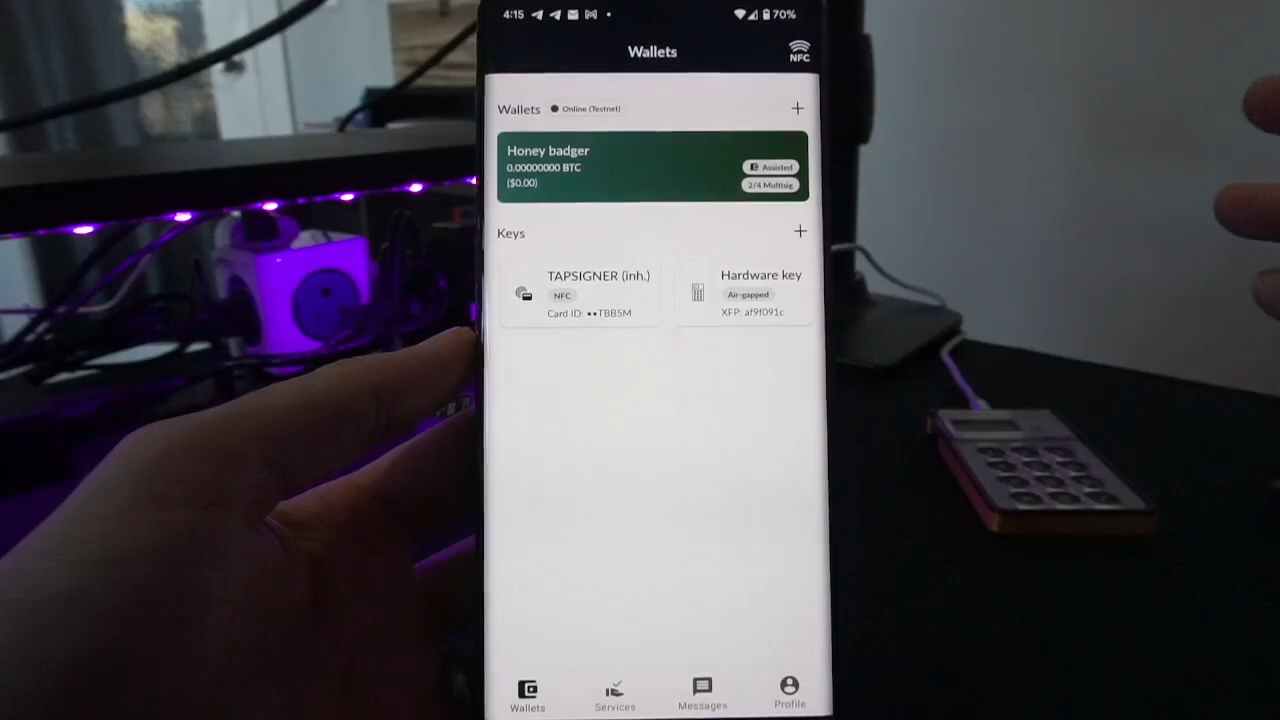 4:15 70%
Wallets
NFC
Wallets Online (Testnet)
Honey badger
0.00000000 BTC
Assisted
($0.00)
2/4 Multisig
Keys
TAPSIGNER (inh.)
NFC
Card ID: ••TBB5M
Hardware key
Air-gapped
XFP: af9f091c
Wallets Services Messages Profile